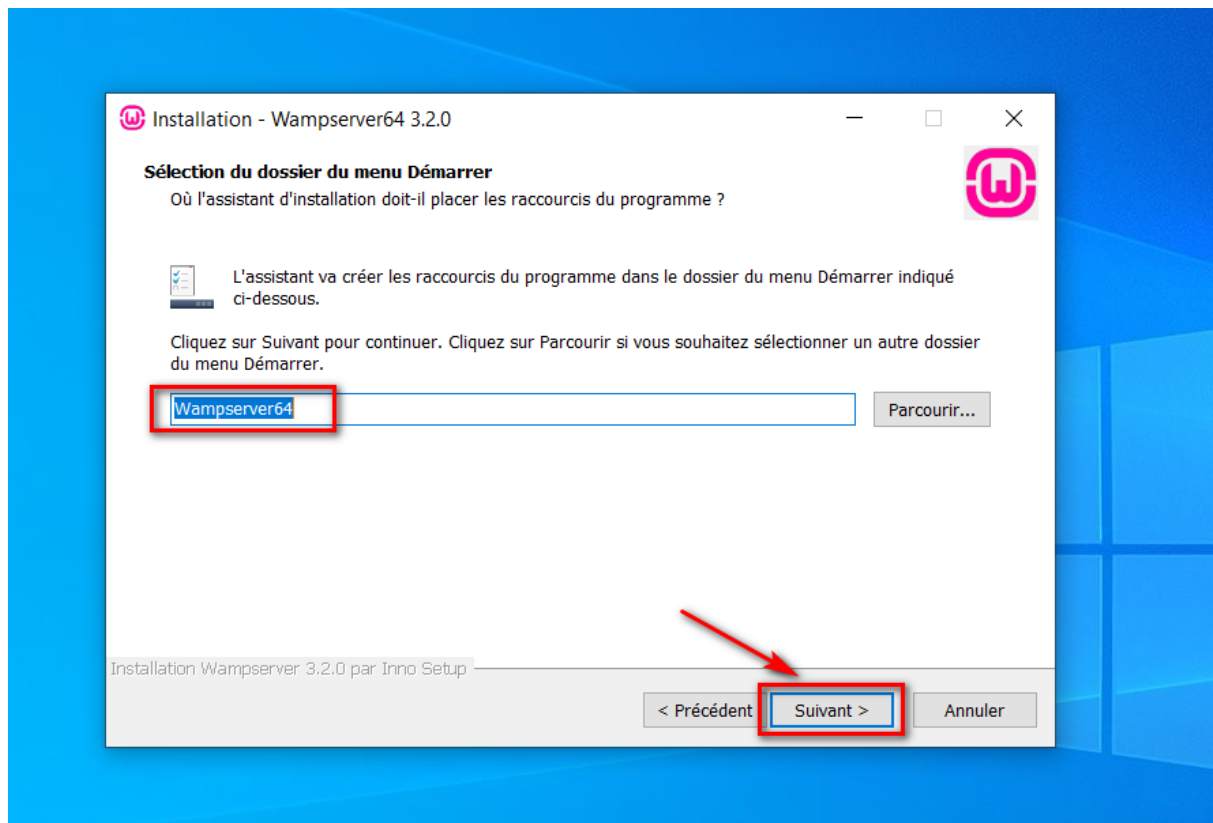 Installation - Wampserver64 3.2.0
Sélection du dossier du menu Démarrer
Où l'assistant d'installation doit-il placer les raccourcis du programme ?
L'assistant va créer les raccourcis du programme dans le dossier du menu Démarrer indiqué
ci-dessous.
Cliquez sur Suivant pour continuer. Cliquez sur Parcourir si vous souhaitez sélectionner un autre dossier
du menu Démarrer.
Wampserver64 Parcourir...
Installation Wampserver 3.2.0 par Inno Setup
< Précédent Suivant > Annuler